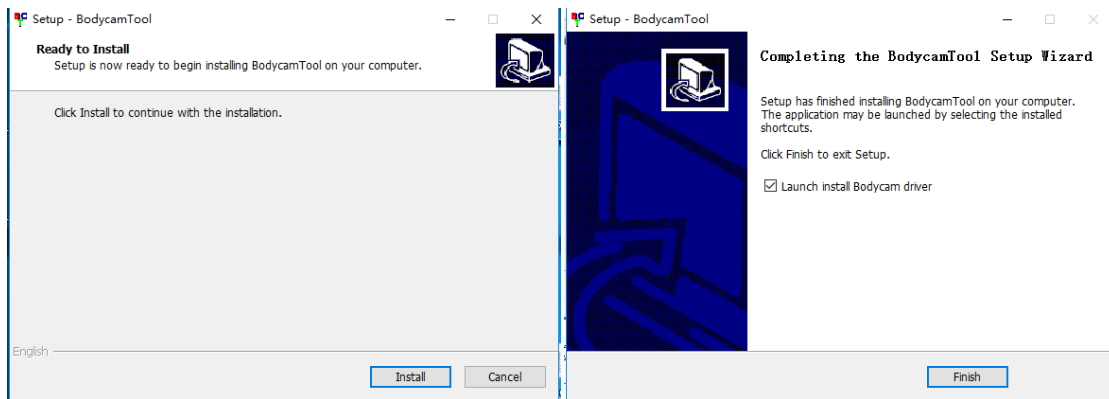 Setup - BodycamTool
Ready to Install
Setup is now ready to begin installing BodycamTool on your computer.
Click Install to continue with the installation.
English
Install
Cancel
Setup - BodycamTool
Completing the BodycamTool Setup Wizard
Setup has finished installing BodycamTool on your computer.
The application may be launched by selecting the installed
shortcuts.
Click Finish to exit Setup.
Launch install Bodycam driver
Finish